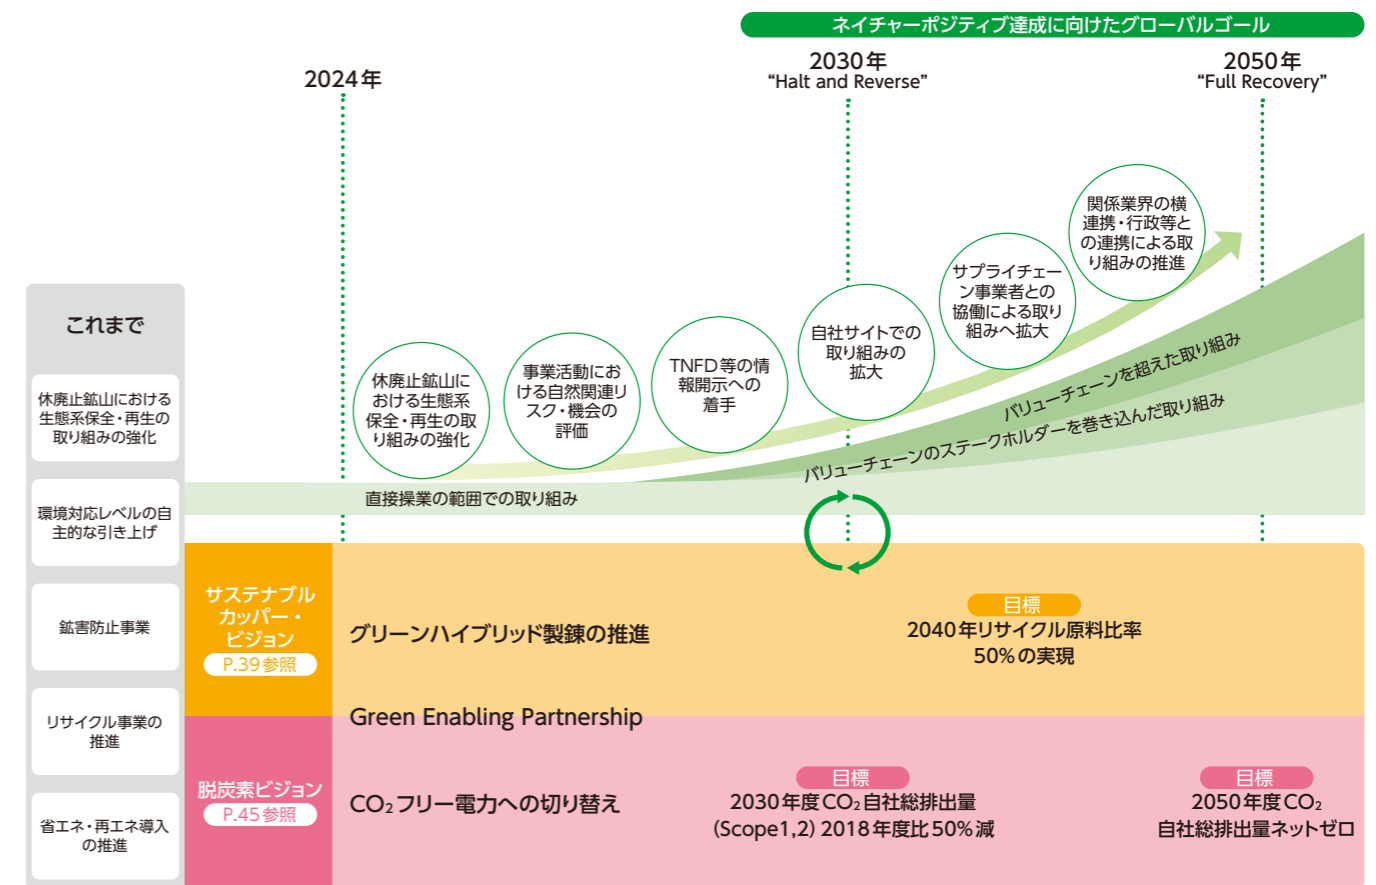 ネイチャーポジティブ達成に向けたグローバルゴール
2024年
2030年
“Halt and Reverse”
2050年
“Full Recovery”
これまで
休廃止鉱山における
生態系保全・再生の
取り組みの強化
環境対応レベルの自
主的な引き上げ
鉱害防止事業
リサイクル事業の
推進
省エネ・再エネ導入
の推進
休廃止鉱山に
おける生態系
保全・再生の取
り組みの強化
事業活動にお
ける自然関連リ
スク・機会の
評価
TNFD等の情
報開示への
着手
自社サイトでの
取り組みの
拡大
サプライチェー
ン事業者との
協働による取り
組みへ拡大
関係業界の横
連携・行政等と
の連携による取
り組みの推進
バリューチェーンを超えた取り組み
バリューチェーンのステークホルダーを巻き込んだ取り組み
直接操業の範囲での取り組み
サステナブル
カッパー・
ビジョン
P.39参照
グリーンハイブリッド製錬の推進
目標
2040年リサイクル原料比率
50%の実現
Green Enabling Partnership
脱炭素ビジョン
P.45参照
CO₂フリー電力への切り替え
目標
2030年度CO₂自社総排出量
(Scope1,2) 2018年度比50%減
目標
2050年度CO₂
自社総排出量ネットゼロ